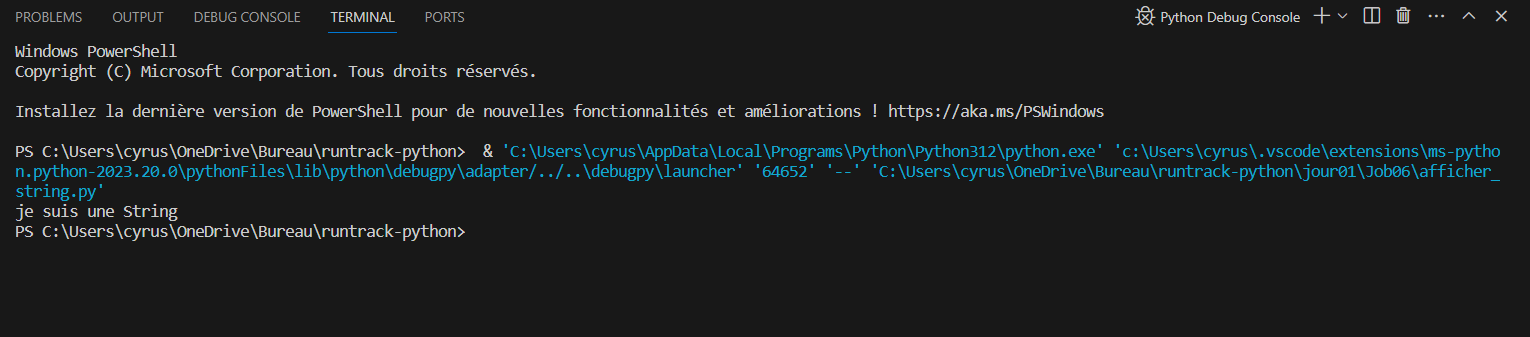 PROBLEMS OUTPUT DEBUG CONSOLE TERMINAL PORTS Python Debug Console
Windows PowerShell
Copyright (C) Microsoft Corporation. Tous droits réservés.
Installez la dernière version de PowerShell pour de nouvelles fonctionnalités et améliorations ! https://aka.ms/PSWindows
PS C:\Users\cyrus\OneDrive\Bureau\runtrack-python>  & 'C:\Users\cyrus\AppData\Local\Programs\Python\Python312\python.exe' 'c:\Users\cyrus\.vscode\extensions\ms-pytho
n.python-2023.20.0\pythonFiles\lib\python\debugpy\adapter/../..\debugpy\launcher' '64652' '--' 'C:\Users\cyrus\OneDrive\Bureau\runtrack-python\jour01\Job06\afficher_
string.py'
je suis une String
PS C:\Users\cyrus\OneDrive\Bureau\runtrack-python>